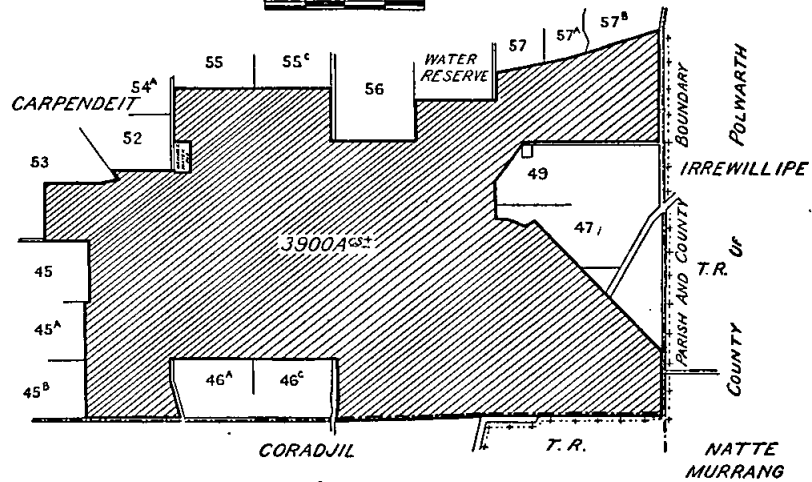 57ᴮ
57ᴬ
57
55
55ᶜ
WATER
RESERVE
54ᴬ
56
CARPENDEIT
52
53
BOUNDARY
POLWARTH
IRREWILLIPE
49
47
3900Aᶜˢ±
45
45ᴬ
45ᴮ
46ᴬ
46ᶜ
PARISH AND COUNTY
T.R.
COUNTY OF
CORADJIL
T.R.
NATTE
MURRANG